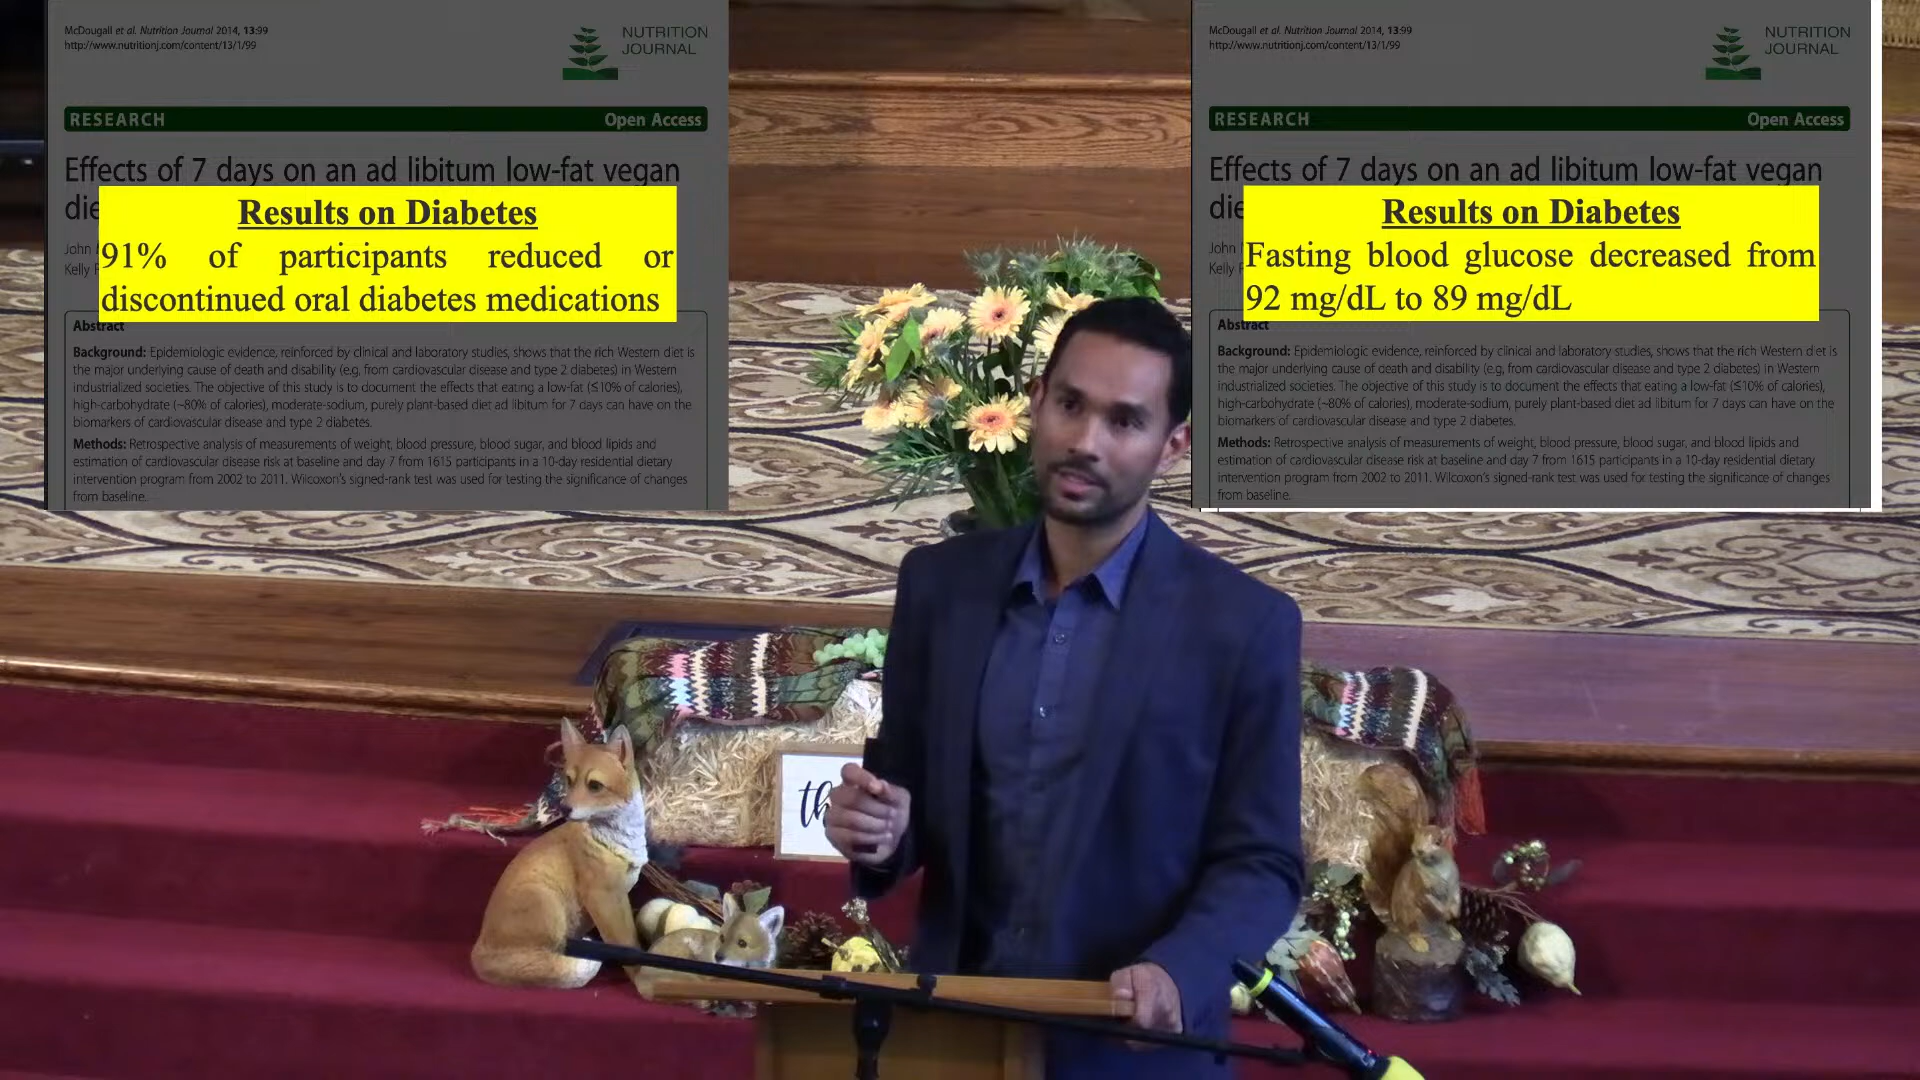 McDougall et al. Nutrition Journal 2014, 13:99
http://www.nutritionj.com/content/13/1/99
NUTRITION
JOURNAL
RESEARCH
Open Access
Effects of 7 days on an ad libitum low-fat vegan
die
John
Kelly
Results on Diabetes
91% of participants reduced or
discontinued oral diabetes medications
Abstract
Background: Epidemiologic evidence, reinforced by clinical and laboratory studies, shows that the rich Western diet is
the major underlying cause of death and disability (e.g, from cardiovascular disease and type 2 diabetes) in Western
industrialized societies. The objective of this study is to document the effects that eating a low-fat (≤10% of calories),
high-carbohydrate (~80% of calories), moderate-sodium, purely plant-based diet ad libitum for 7 days can have on the
biomarkers of cardiovascular disease and type 2 diabetes.
Methods: Retrospective analysis of measurements of weight, blood pressure, blood sugar, and blood lipids and
estimation of cardiovascular disease risk at baseline and day 7 from 1615 participants in a 10-day residential dietary
intervention program from 2002 to 2011. Wilcoxon's signed-rank test was used for testing the significance of changes
from baseline.
McDougall et al. Nutrition Journal 2014, 13:99
http://www.nutritionj.com/content/13/1/99
NUTRITION
JOURNAL
RESEARCH
Open Access
Effects of 7 days on an ad libitum low-fat vegan
die
John
Kelly
Results on Diabetes
Fasting blood glucose decreased from
92 mg/dL to 89 mg/dL
Abstract
Background: Epidemiologic evidence, reinforced by clinical and laboratory studies, shows that the rich Western diet is
the major underlying cause of death and disability (e.g, from cardiovascular disease and type 2 diabetes) in Western
industrialized societies. The objective of this study is to document the effects that eating a low-fat (≤10% of calories),
high-carbohydrate (~80% of calories), moderate-sodium, purely plant-based diet ad libitum for 7 days can have on the
biomarkers of cardiovascular disease and type 2 diabetes.
Methods: Retrospective analysis of measurements of weight, blood pressure, blood sugar, and blood lipids and
estimation of cardiovascular disease risk at baseline and day 7 from 1615 participants in a 10-day residential dietary
intervention program from 2002 to 2011. Wilcoxon's signed-rank test was used for testing the significance of changes
from baseline.
th